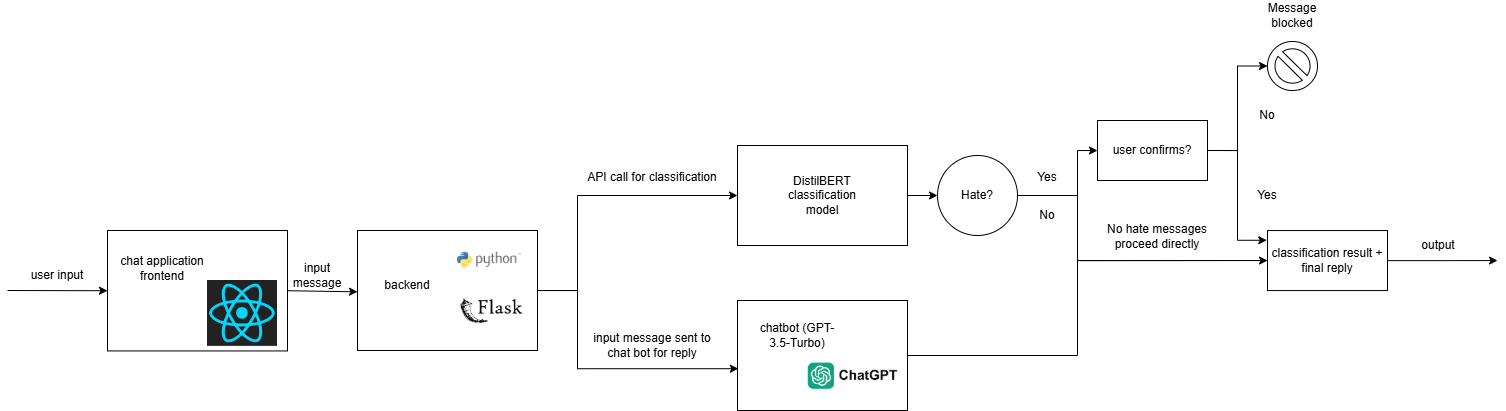 Message
blocked
No
user confirms?
API call for classification
DistilBERT
classification
model
Hate?
Yes
No
Yes
No hate messages
proceed directly
user input
chat application
frontend
input
message
backend
python
Flask
classification result +
final reply
output
input message sent to
chat bot for reply
chatbot (GPT-
3.5-Turbo)
ChatGPT